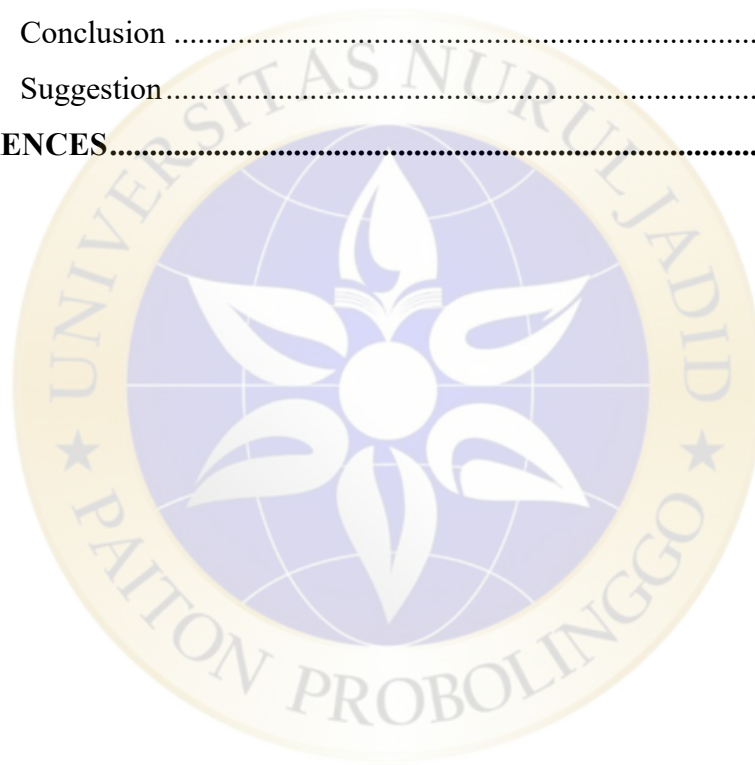 Conclusion ................................................................................
Suggestion .................................................................................
ENCES ........................................................................................
UNIVERSITAS NURUL JADID
★ PAITON PROBOLINGGO ★